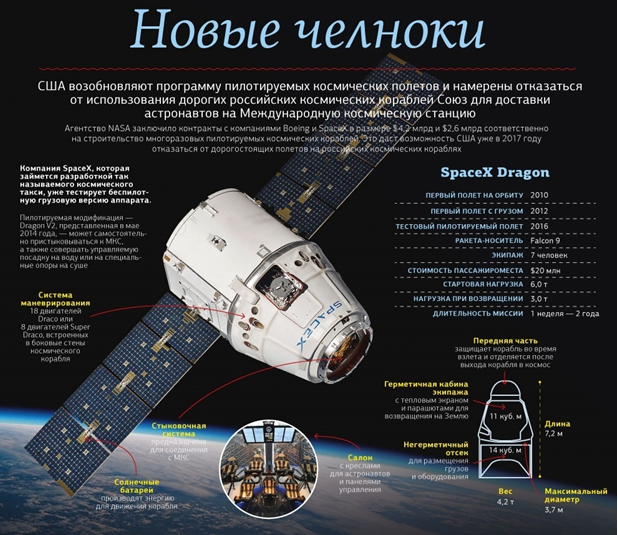 Новые челноки
США возобновляют программу пилотируемых космических полетов и намерены отказаться
от использования дорогих российских космических кораблей Союз для доставки
астронавтов на Международную космическую станцию
Агентство NASA заключило контракты с компаниями Boeing и SpaceX в размере $4,2 млрд и $2,6 млрд соответственно
на строительство многоразовых пилотируемых космических кораблей. Это даст возможность США уже в 2017 году
отказаться от дорогостоящих полетов на российских космических кораблях
Компания SpaceX, которая
займется разработкой так
называемого космического
такси, уже тестирует беспилот-
ную грузовую версию аппарата.
Пилотируемая модификация —
Dragon V2, представленная в мае
2014 года, — может самостоятель-
но пристыковываться к МКС,
а также совершать управляемую
посадку на воду или на специаль-
ные опоры на суше
SpaceX Dragon
ПЕРВЫЙ ПОЛЕТ НА ОРБИТУ 2010
ПЕРВЫЙ ПОЛЕТ С ГРУЗОМ 2012
ТЕСТОВЫЙ ПИЛОТИРУЕМЫЙ ПОЛЕТ 2016
РАКЕТА-НОСИТЕЛЬ Falcon 9
ЭКИПАЖ 7 человек
СТОИМОСТЬ ПАССАЖИРОМЕСТА $20 млн
СТАРТОВАЯ НАГРУЗКА 6,0 т
НАГРУЗКА ПРИ ВОЗВРАЩЕНИИ 3,0 т
ДЛИТЕЛЬНОСТЬ МИССИИ 1 неделя — 2 года
Система
маневрирования
18 двигателей
Draco или
8 двигателей Super
Draco, встроенных
в боковые стены
космического
корабля
SPACEX
Передняя часть
защищает корабль во время
взлета и отделяется после
выхода корабля в космос
Герметичная кабина
экипажа
с тепловым экраном
и парашютами для
возвращения на Землю
11 куб. м
Длина
7,2 м
Негерметичный
отсек
для размещения
грузов
и оборудования
14 куб. м
Вес
4,2 т
Максимальный
диаметр
3,7 м
Стыковочная
система
предназначена
для соединения
с МКС
Салон
с креслами
для астронавтов
и панелями
управления
Солнечные
батареи
производят энергию
для движения корабля